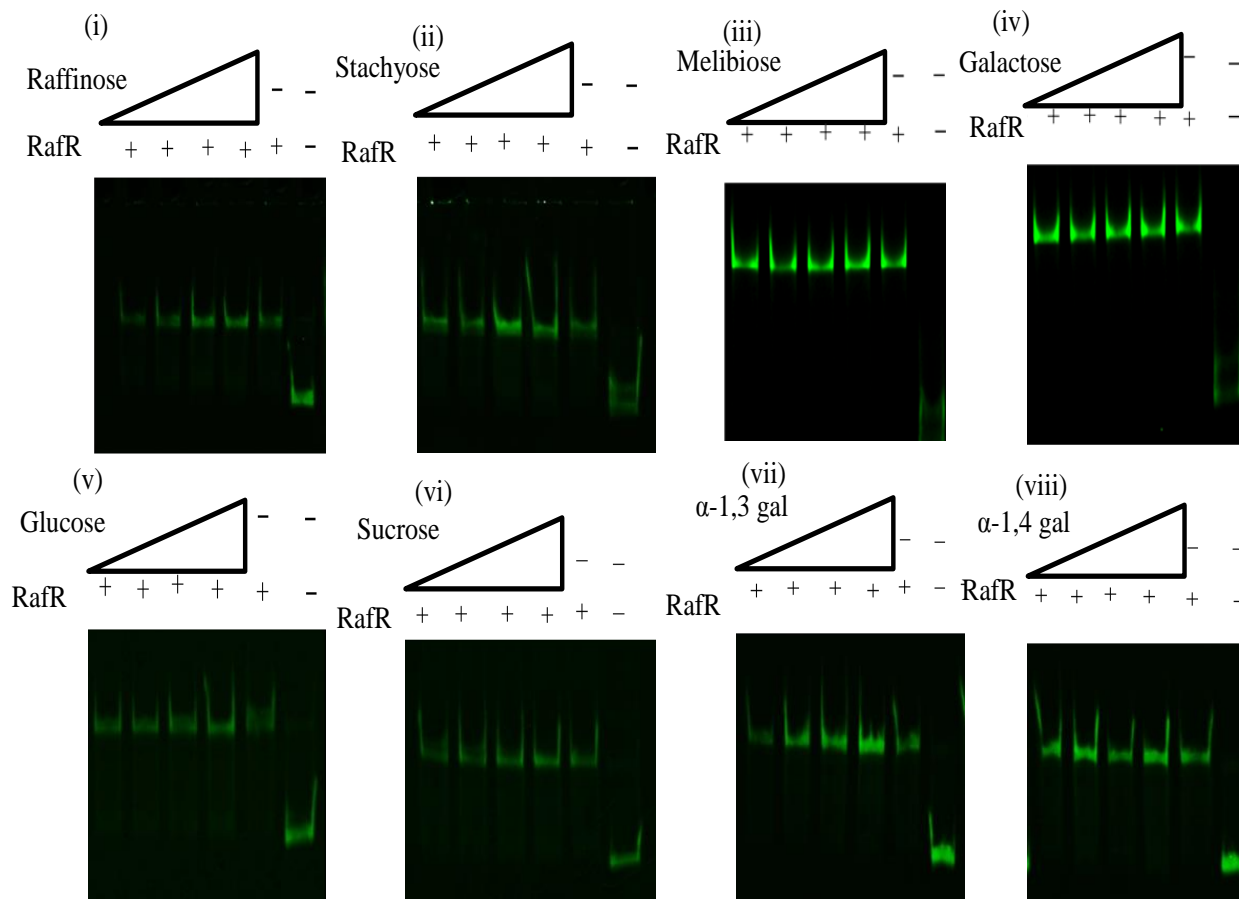 (i)
Raffinose
- -
RafR + + + + + -
(ii)
Stachyose
- -
RafR + + + + + -
(iii)
Melibiose
- -
RafR + + + + + -
(iv)
Galactose
- -
RafR + + + + + -
(v)
Glucose
- -
RafR + + + + + -
(vi)
Sucrose
- -
RafR + + + + + -
(vii)
α-1,3 gal
- -
RafR + + + + + -
(viii)
α-1,4 gal
- -
RafR + + + + + -